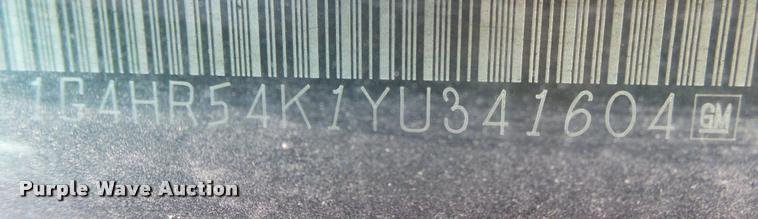 1G4HR54K1YU341604 GM
Purple Wave Auction